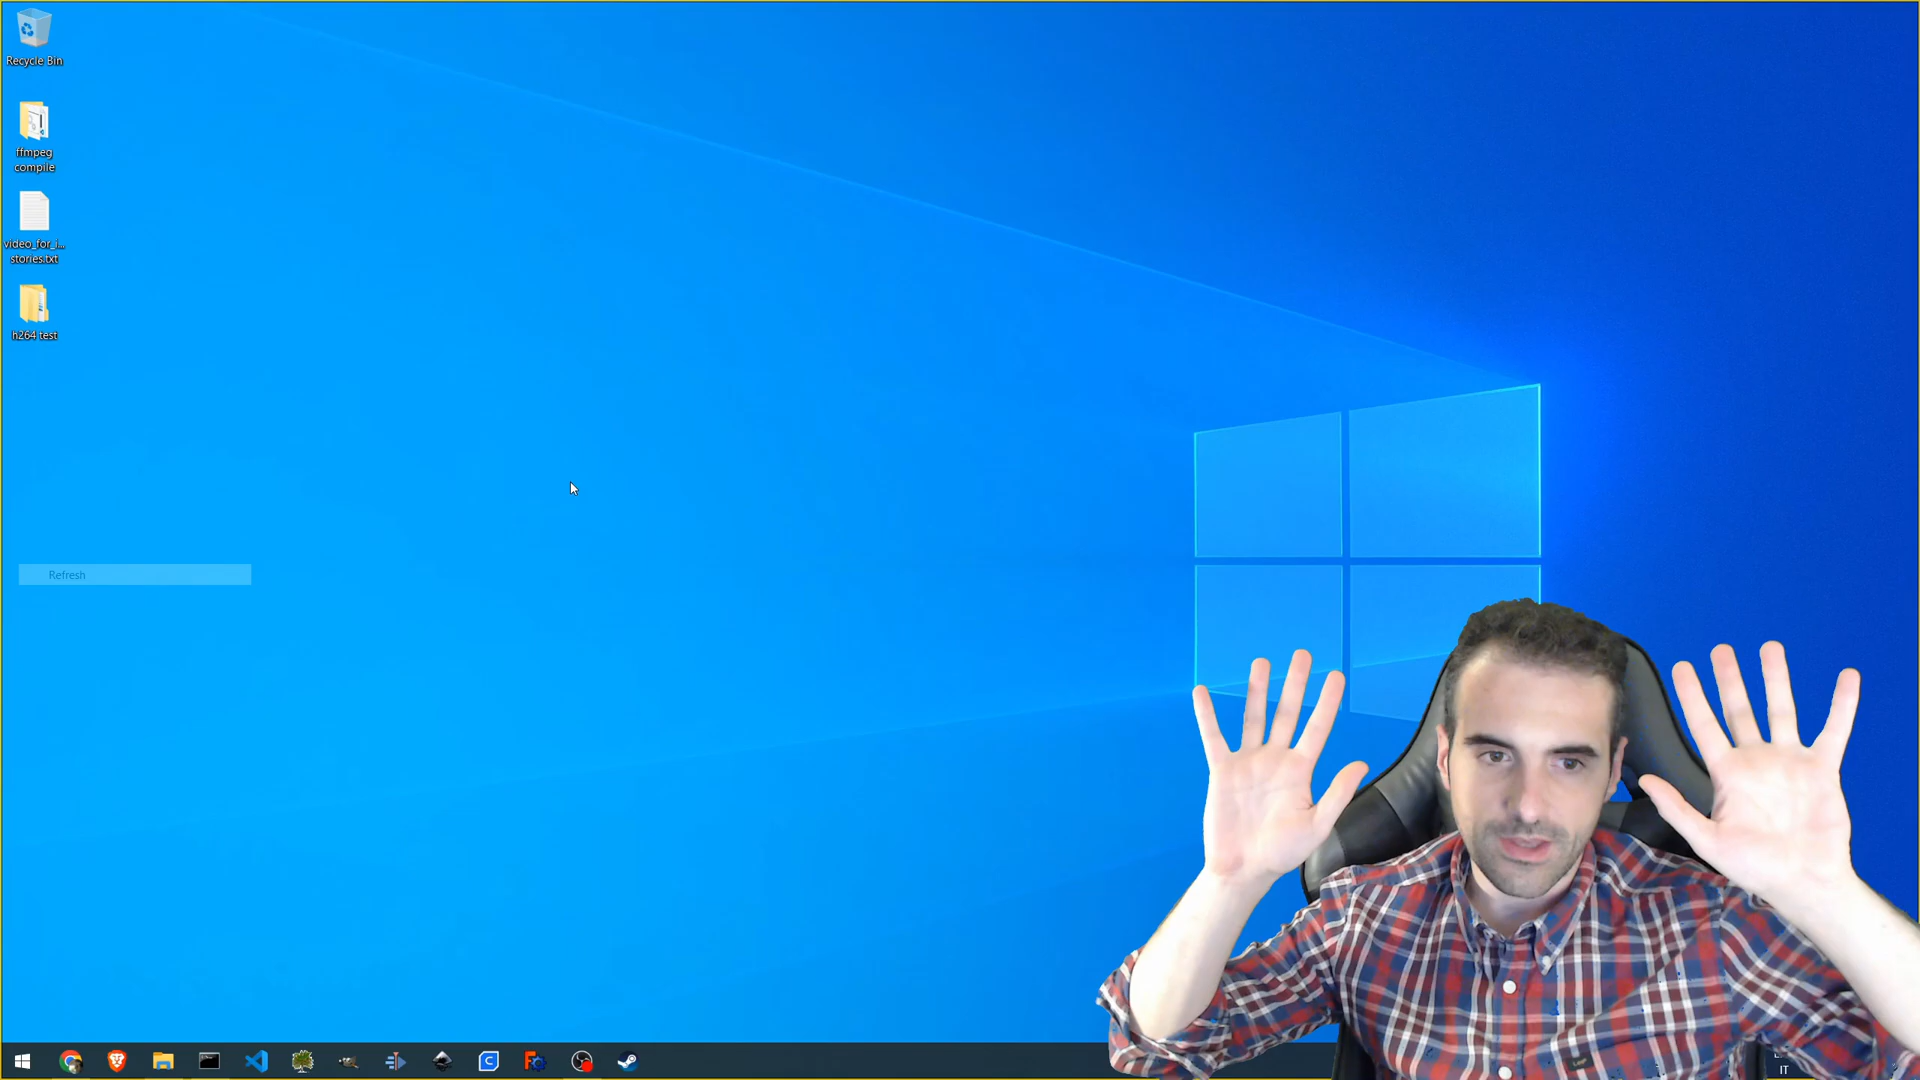 Recycle Bin
ffmpeg
compile
video_for_i...
stories.txt
h264 test
Refresh
IT